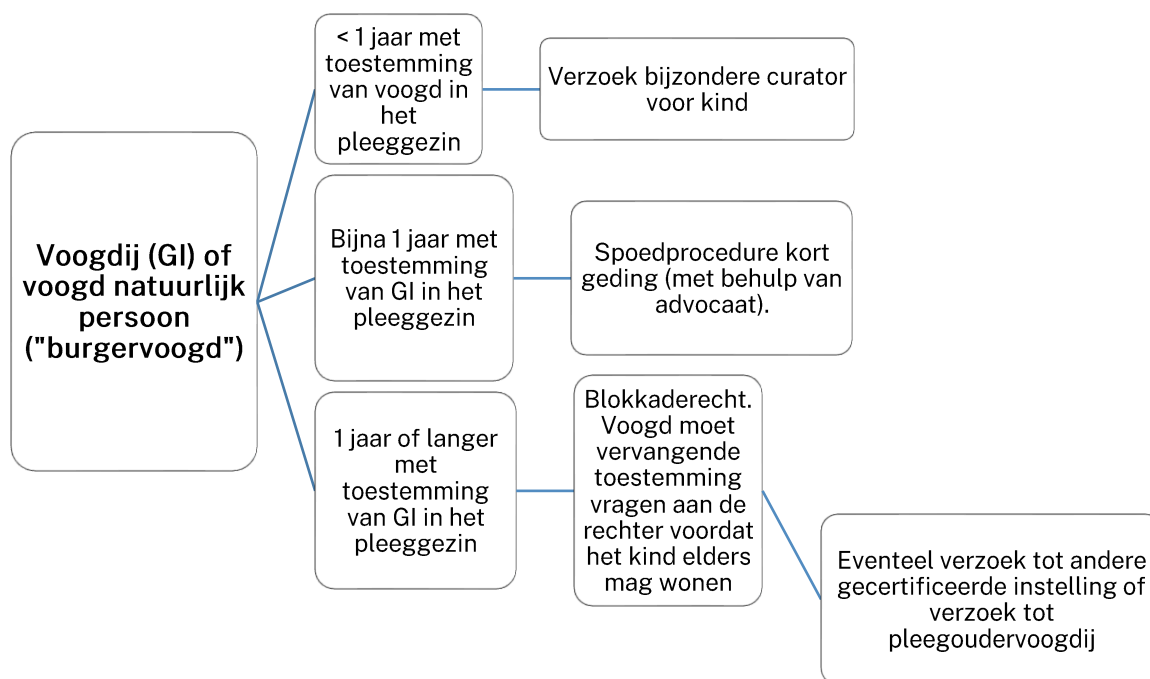 Voogdij (GI) of
voogd natuurlijk
persoon
("burgervoogd")
< 1 jaar met
toestemming
van voogd in
het
pleeggezin
Verzoek bijzondere curator
voor kind
Bijna 1 jaar met
toestemming
van GI in het
pleeggezin
Spoedprocedure kort
geding (met behulp van
advocaat).
1 jaar of langer
met
toestemming
van GI in het
pleeggezin
Blokkaderecht.
Voogd moet
vervangende
toestemming
vragen aan de
rechter voordat
het kind elders
mag wonen
Eventeel verzoek tot andere
gecertificeerde instelling of
verzoek tot
pleegoudervoogdij